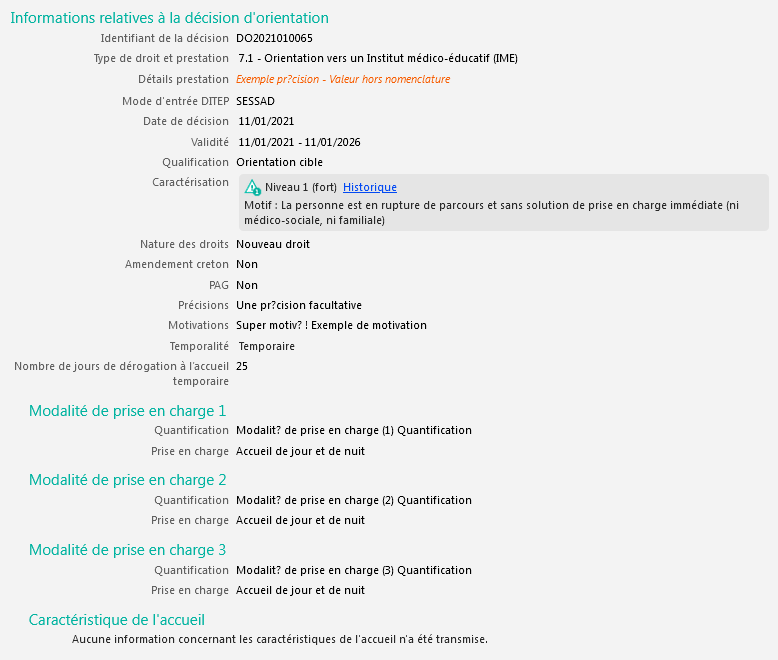 Informations relatives à la décision d'orientation
Identifiant de la décision DO2021010065
Type de droit et prestation 7.1 - Orientation vers un Institut médico-éducatif (IME)
Détails prestation Exemple pr?cision - Valeur hors nomenclature
Mode d'entrée DITEP SESSAD
Date de décision 11/01/2021
Validité 11/01/2021 - 11/01/2026
Qualification Orientation cible
Caractérisation Niveau 1 (fort) Historique
Motif : La personne est en rupture de parcours et sans solution de prise en charge immédiate (ni
médico-sociale, ni familiale)
Nature des droits Nouveau droit
Amendement creton Non
PAG Non
Précisions Une pr?cision facultative
Motivations Super motiv? ! Exemple de motivation
Temporalité Temporaire
Nombre de jours de dérogation à l'accueil 25
temporaire
Modalité de prise en charge 1
Quantification Modalit? de prise en charge (1) Quantification
Prise en charge Accueil de jour et de nuit
Modalité de prise en charge 2
Quantification Modalit? de prise en charge (2) Quantification
Prise en charge Accueil de jour et de nuit
Modalité de prise en charge 3
Quantification Modalit? de prise en charge (3) Quantification
Prise en charge Accueil de jour et de nuit
Caractéristique de l'accueil
Aucune information concernant les caractéristiques de l'accueil n'a été transmise.